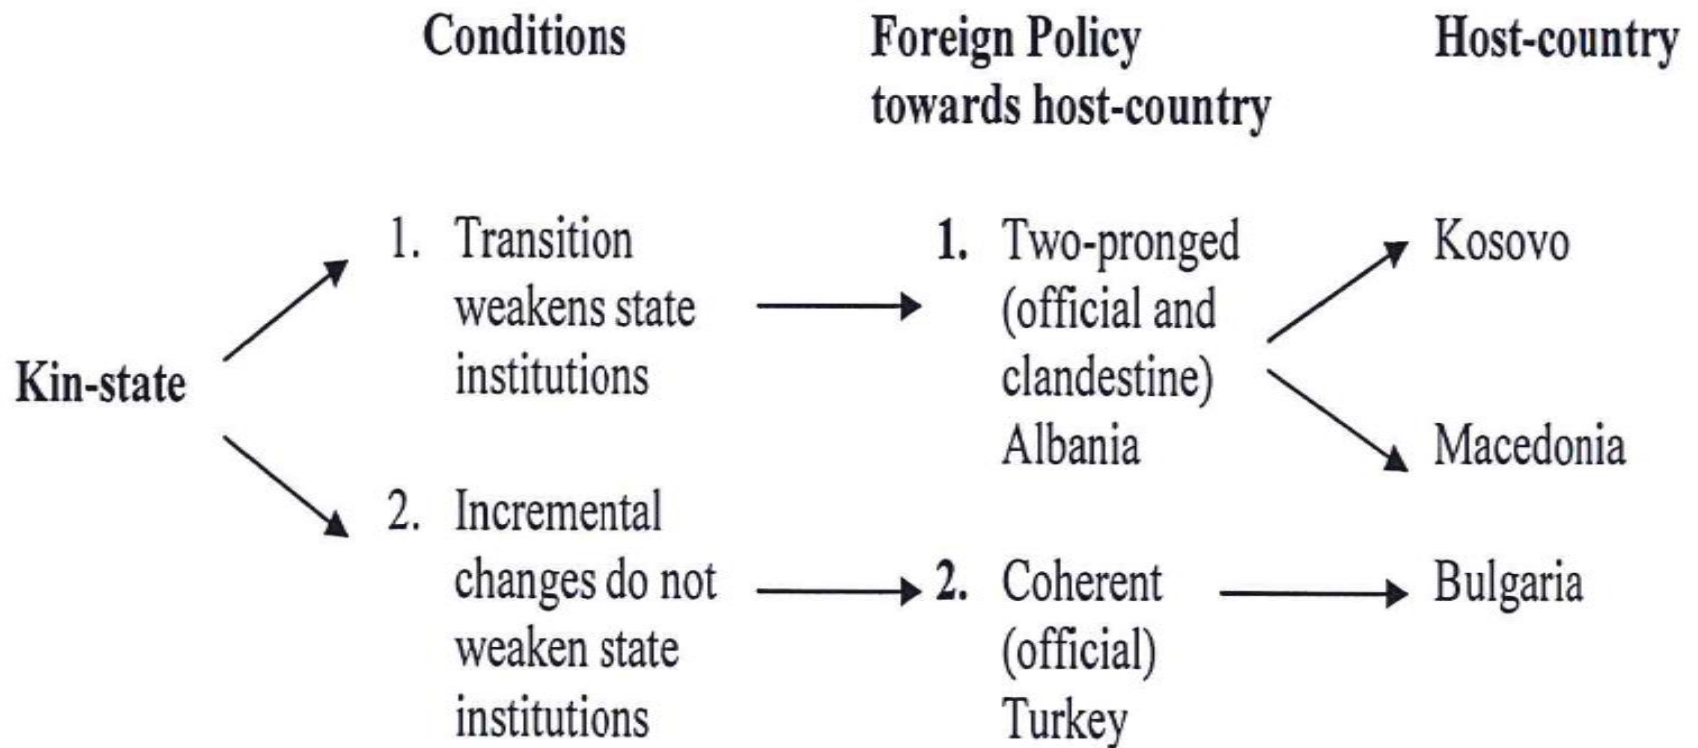 Conditions
Foreign Policy
towards host-country
Host-country
Kin-state
1. Transition
weakens state
institutions
1. Two-pronged
(official and
clandestine)
Albania
Kosovo
Macedonia
2. Incremental
changes do not
weaken state
institutions
2. Coherent
(official)
Turkey
Bulgaria